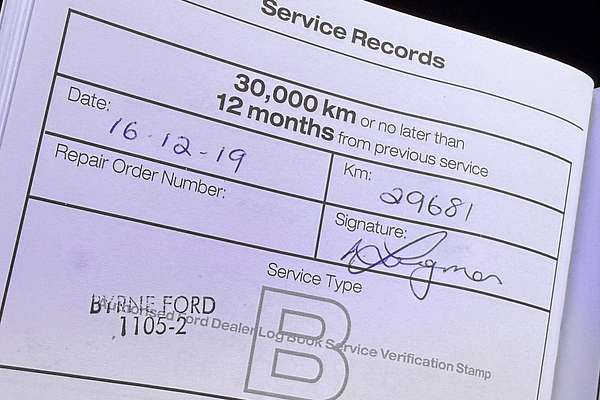 Service Records
30,000 km or no later than
12 months from previous service
Date:
16-12-19
Km:
29681
Repair Order Number:
Signature:
Service Type
B
BYRNE FORD
1105-2
Authorised Ford Dealer Log Book Service Verification Stamp